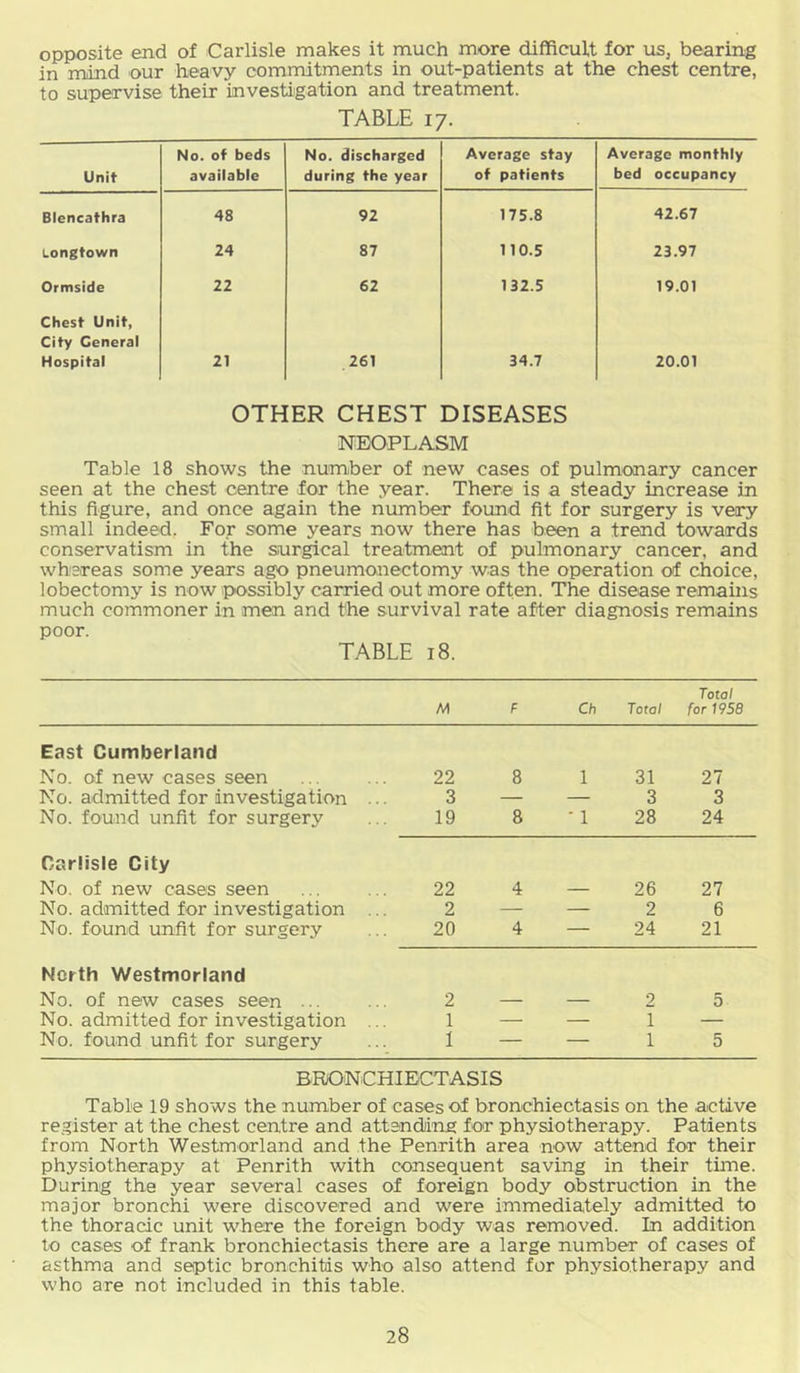 opposite end of Carlisle makes it much more difficult for us, bearing
in mind our heavy commitments in out-patients at the chest centre,
to supervise their investigation and treatment.
TABLE 17.
Unit | No. of beds available | No. discharged during the year | Average stay of patients | Average monthly bed occupancy
Blencathra 48 92 175.8 42.67
Longtown 24 87 110.5 23.97
Ormside 22 62 132.5 19.01
Chest Unit,
City General
Hospital 21 261 34.7 20.01
OTHER CHEST DISEASES
NEOPLASM
Table 18 shows the number of new cases of pulmonary cancer
seen at the chest centre for the year. There is a steady increase in
this figure, and once again the number found fit for surgery is very
small indeed. For some years now there has been a trend towards
conservatism in the surgical treatment of pulmonary cancer, and
whereas some years ago pneumonectomy was the operation of choice,
lobectomy is now possibly carried out more often. The disease remains
much commoner in men and the survival rate after diagnosis remains
poor.
TABLE 18.
M F Ch Total Total for 1958
East Cumberland
No. of new cases seen ... ... 22 8 1 31 27
No. admitted for investigation ... 3 — — 3 3
No. found unfit for surgery ... 19 8 1 28 24
Carlisle City
No. of new cases seen ... ... 22 4 — 26 27
No. admitted for investigation ... 2 — — 2 6
No. found unfit for surgery ... 20 4 — 24 21
North Westmorland
No. of new cases seen ... ... 2 — — 2 5
No. admitted for investigation ... 1 — — 1 —
No. found unfit for surgery ... 1 — — 1 5
BRONCHIECTASIS
Table 19 shows the number of cases of bronchiectasis on the active
register at the chest centre and attending for physiotherapy. Patients
from North Westmorland and the Penrith area now attend for their
physiotherapy at Penrith with consequent saving in their time.
During the year several cases of foreign body obstruction in the
major bronchi were discovered and were immediately admitted to
the thoracic unit where the foreign body was removed. In addition
to cases of frank bronchiectasis there are a large number of cases of
asthma and septic bronchitis who also attend for physiotherapy and
who are not included in this table.
28